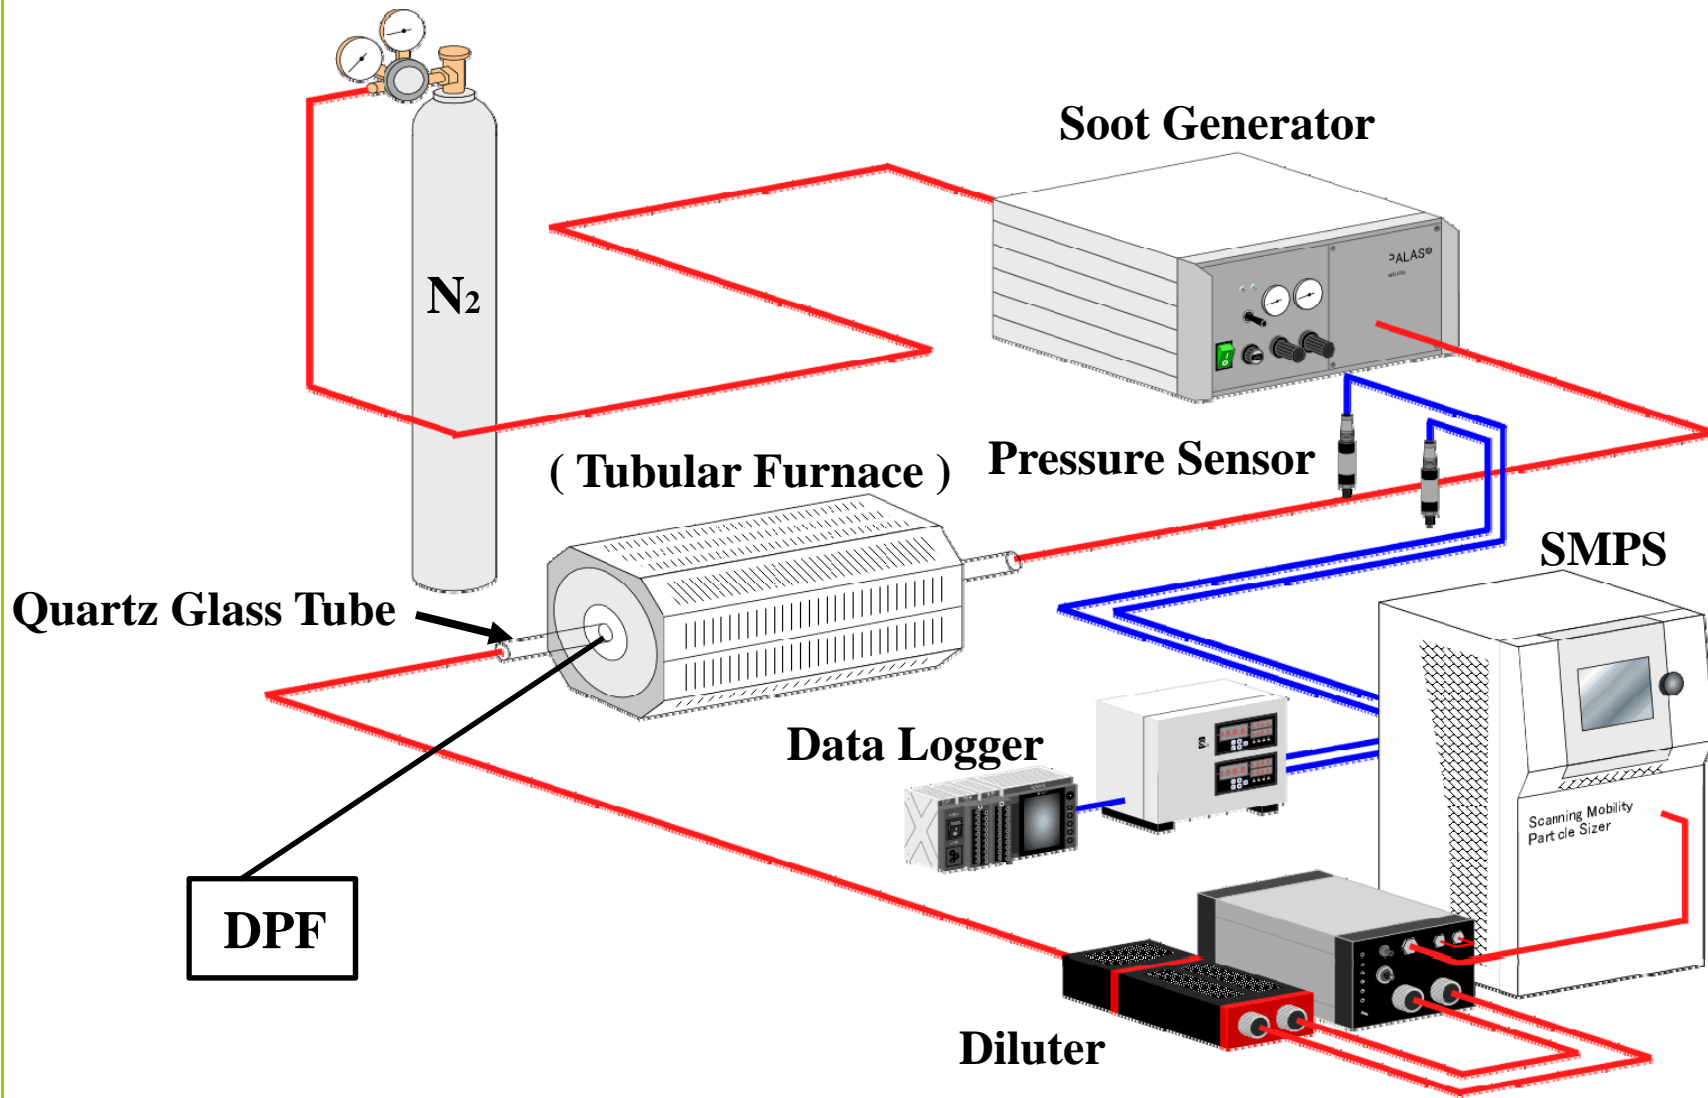 Soot Generator
PALAS
N2
( Tubular Furnace )
Pressure Sensor
SMPS
Quartz Glass Tube
Data Logger
Scanning Mobility
Part cle Sizer
DPF
Diluter